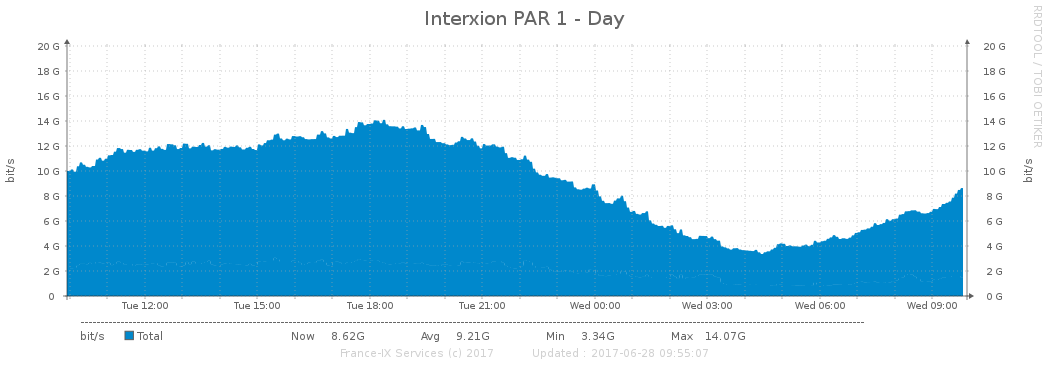 Interxion PAR 1 - Day
RRDTOOL / TOBI OETIKER
bit/s
20 G
18 G
16 G
14 G
12 G
10 G
8 G
6 G
4 G
2 G
0
20 G
18 G
16 G
14 G
12 G
10 G
8 G
6 G
4 G
2 G
0 G
bit/s
Tue 12:00 Tue 15:00 Tue 18:00 Tue 21:00 Wed 00:00 Wed 03:00 Wed 06:00 Wed 09:00
bit/s Total Now 8.62G Avg 9.21G Min 3.34G Max 14.07G
France-IX Services (c) 2017 Updated : 2017-06-28 09:55:07